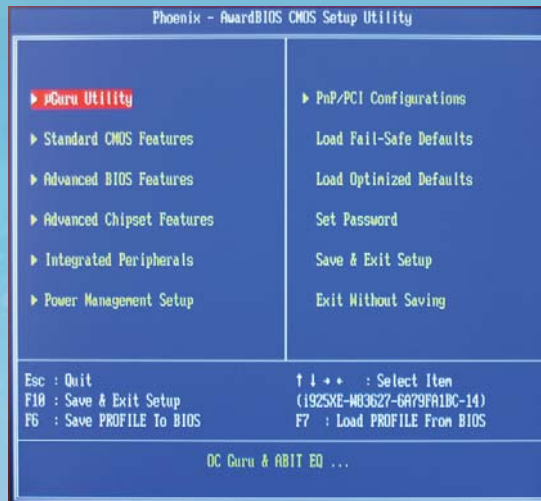 Phoenix - AwardBIOS CMOS Setup Utility
▶ µGuru Utility
▶ Standard CMOS Features
▶ Advanced BIOS Features
▶ Advanced Chipset Features
▶ Integrated Peripherals
▶ Power Management Setup
▶ PnP/PCI Configurations
Load Fail-Safe Defaults
Load Optimized Defaults
Set Password
Save & Exit Setup
Exit Without Saving
Esc : Quit
F10 : Save & Exit Setup
F6 : Save PROFILE To BIOS
↑ ↓ → ← : Select Item
(i925XE-W83627-6A79FA1BC-14)
F7 : Load PROFILE From BIOS
OC Guru & ABIT EQ ...